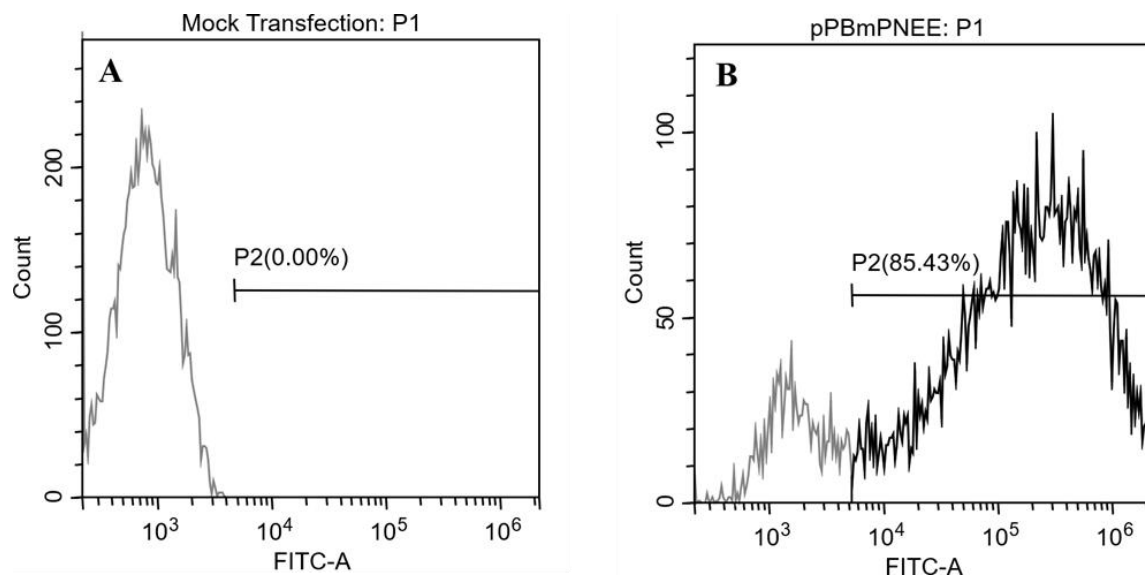 Mock Transfection: P1
A
200
100
0
Count
P2(0.00%)
10³
10⁴
10⁵
10⁶
FITC-A
pPBmPNEE: P1
B
100
50
0
Count
P2(85.43%)
10³
10⁴
10⁵
10⁶
FITC-A